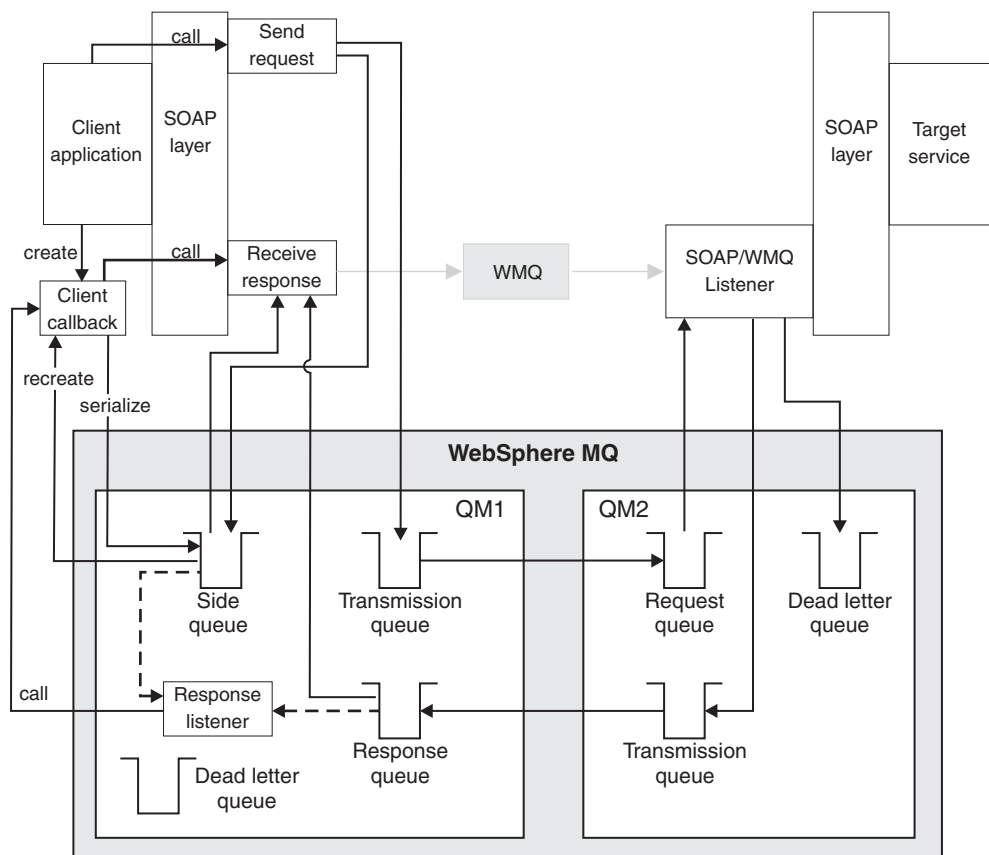 call
Send
request
Client
application
SOAP
layer
SOAP
layer
Target
service
create
call
Receive
response
WMQ
SOAP/WMQ
Listener
Client
callback
recreate
serialize
WebSphere MQ
QM1
QM2
Side
queue
Transmission
queue
Request
queue
Dead letter
queue
call
Response
listener
Response
queue
Transmission
queue
Dead letter
queue